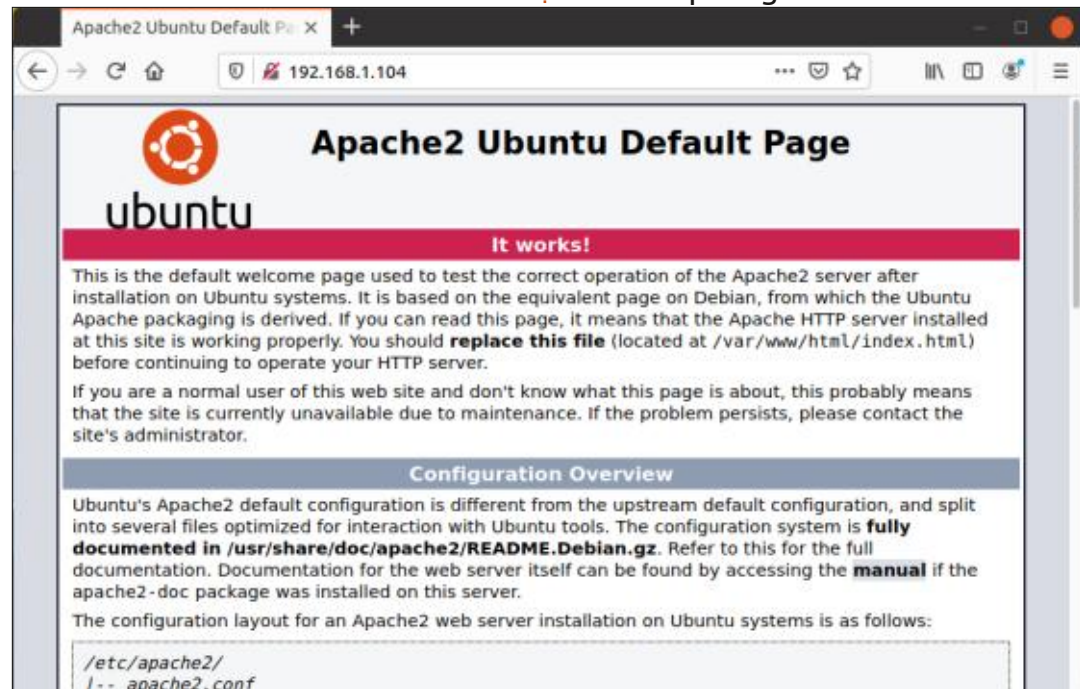 Apache2 Ubuntu Default Pa
192.168.1.104
ubuntu
Apache2 Ubuntu Default Page
It works!
This is the default welcome page used to test the correct operation of the Apache2 server after
installation on Ubuntu systems. It is based on the equivalent page on Debian, from which the Ubuntu
Apache packaging is derived. If you can read this page, it means that the Apache HTTP server installed
at this site is working properly. You should replace this file (located at /var/www/html/index.html)
before continuing to operate your HTTP server.
If you are a normal user of this web site and don't know what this page is about, this probably means
that the site is currently unavailable due to maintenance. If the problem persists, please contact the
site's administrator.
Configuration Overview
Ubuntu's Apache2 default configuration is different from the upstream default configuration, and split
into several files optimized for interaction with Ubuntu tools. The configuration system is fully
documented in /usr/share/doc/apache2/README.Debian.gz. Refer to this for the full
documentation. Documentation for the web server itself can be found by accessing the manual if the
apache2-doc package was installed on this server.
The configuration layout for an Apache2 web server installation on Ubuntu systems is as follows:
/etc/apache2/
|-- apache2.conf